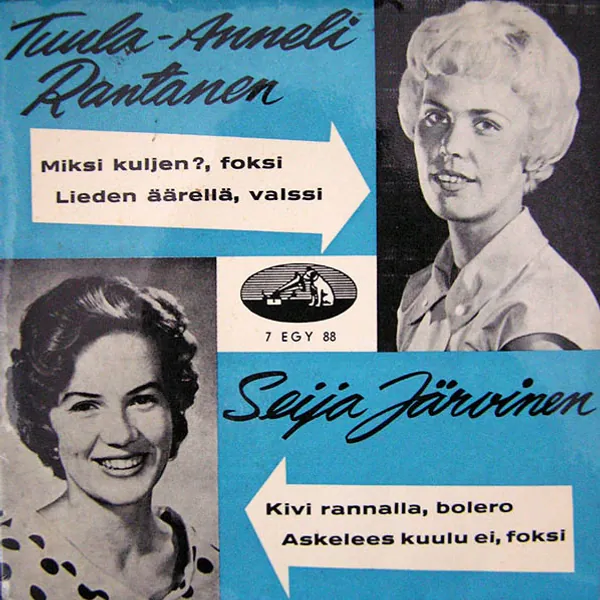 Tuula-Anneli
Rantanen
Miksi kuljen?, foksi
Lieden äärellä, valssi
7 EGY 88
Seija Järvinen
Kivi rannalla, bolero
Askelees kuulu ei, foksi